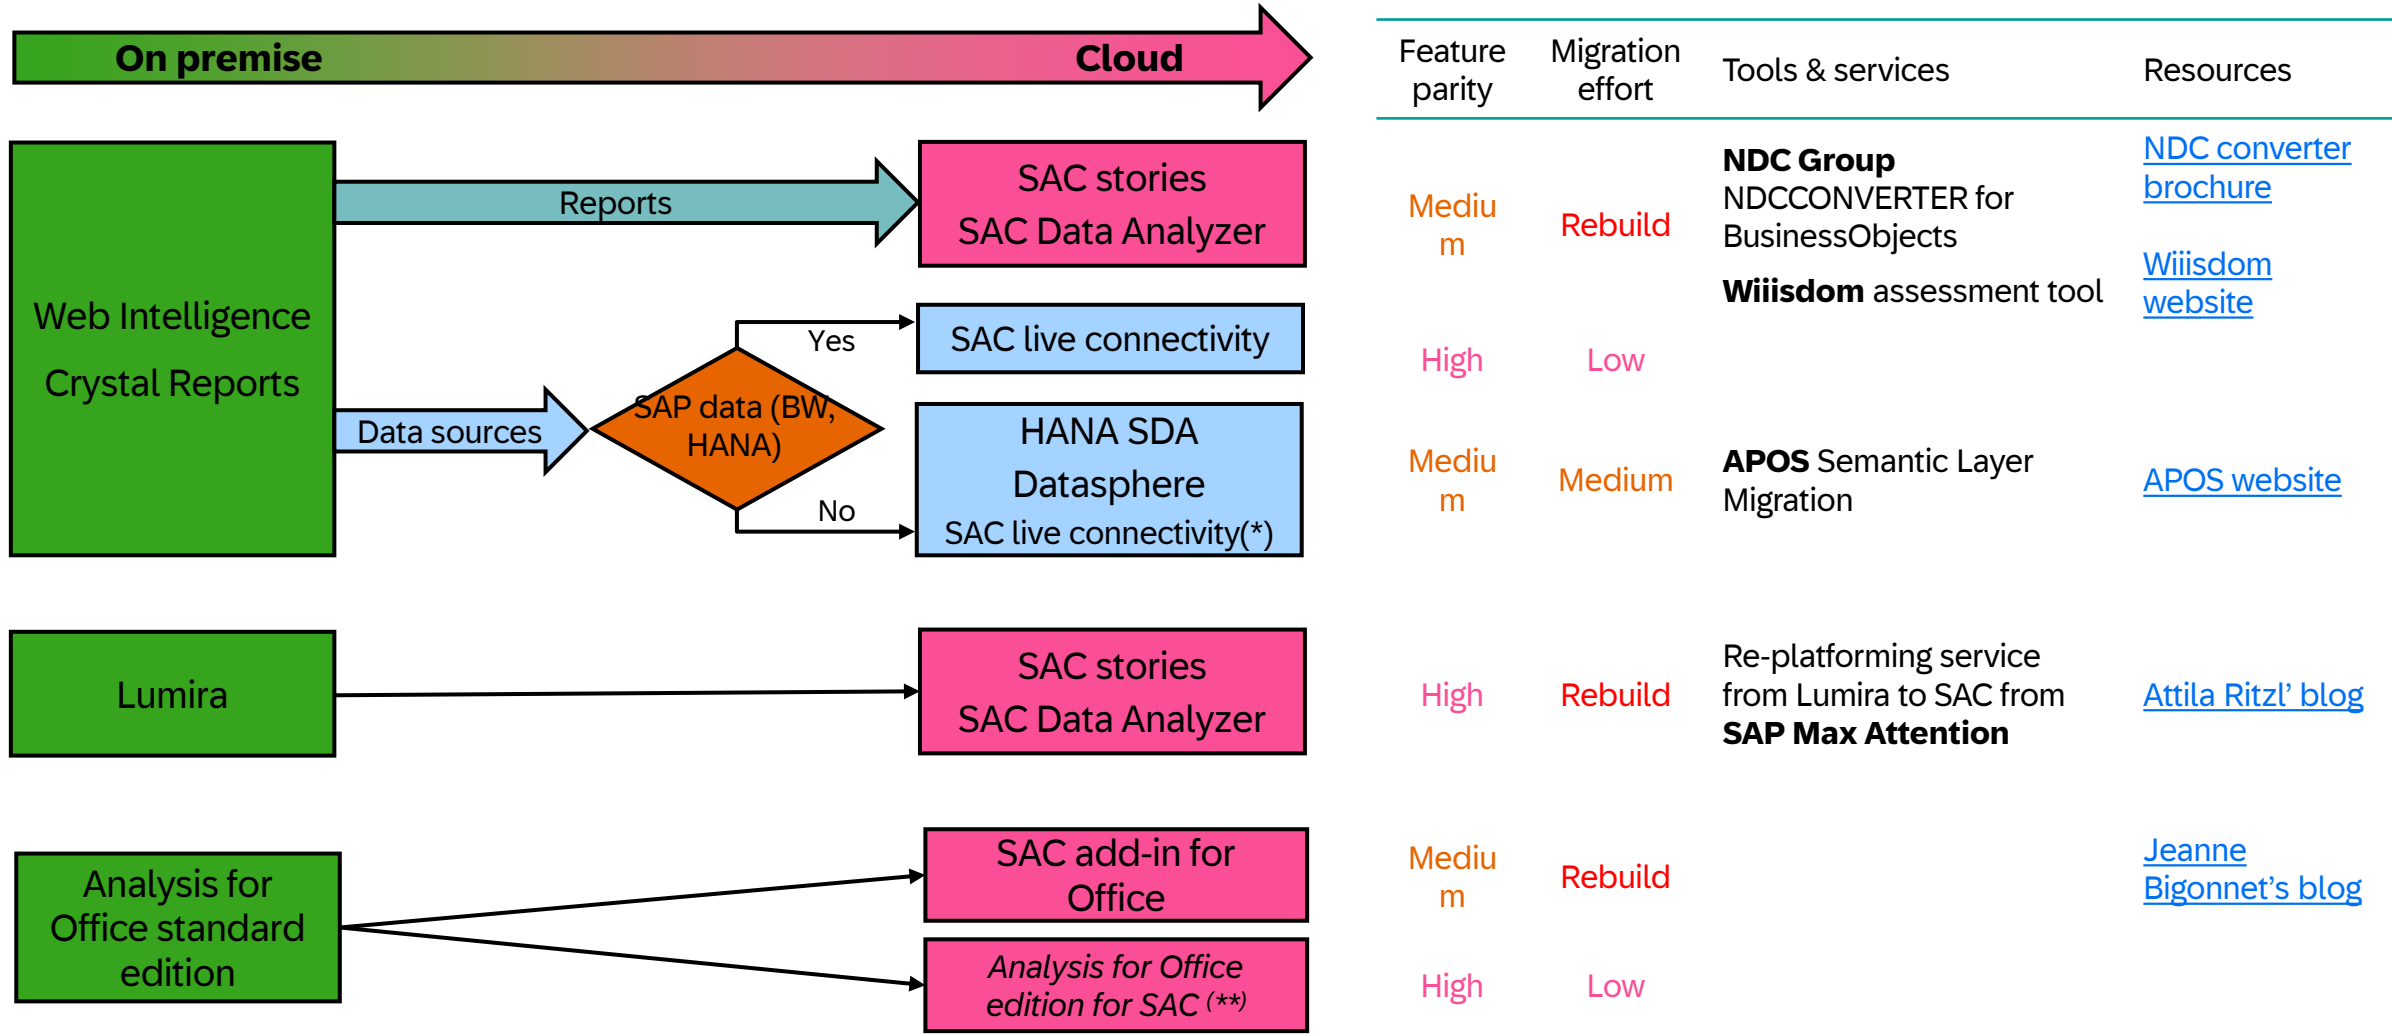 On premise
Cloud
Feature
parity
Migration
effort
Tools & services
Resources
Web Intelligence
Crystal Reports
Reports
SAC stories
SAC Data Analyzer
Mediu
m
Rebuild
NDC Group
NDCCONVERTER for
BusinessObjects
Wiiisdom assessment tool
NDC converter
brochure
Wiiisdom
website
Data sources
SAP data (BW,
HANA)
Yes
SAC live connectivity
High
Low
No
HANA SDA
Datasphere
SAC live connectivity(*)
Mediu
m
Medium
APOS Semantic Layer
Migration
APOS website
Lumira
SAC stories
SAC Data Analyzer
High
Rebuild
Re-platforming service
from Lumira to SAC from
SAP Max Attention
Attila Ritzl’ blog
Analysis for
Office standard
edition
SAC add-in for
Office
Mediu
m
Rebuild
Jeanne
Bigonnet’s blog
Analysis for Office
edition for SAC (**)
High
Low